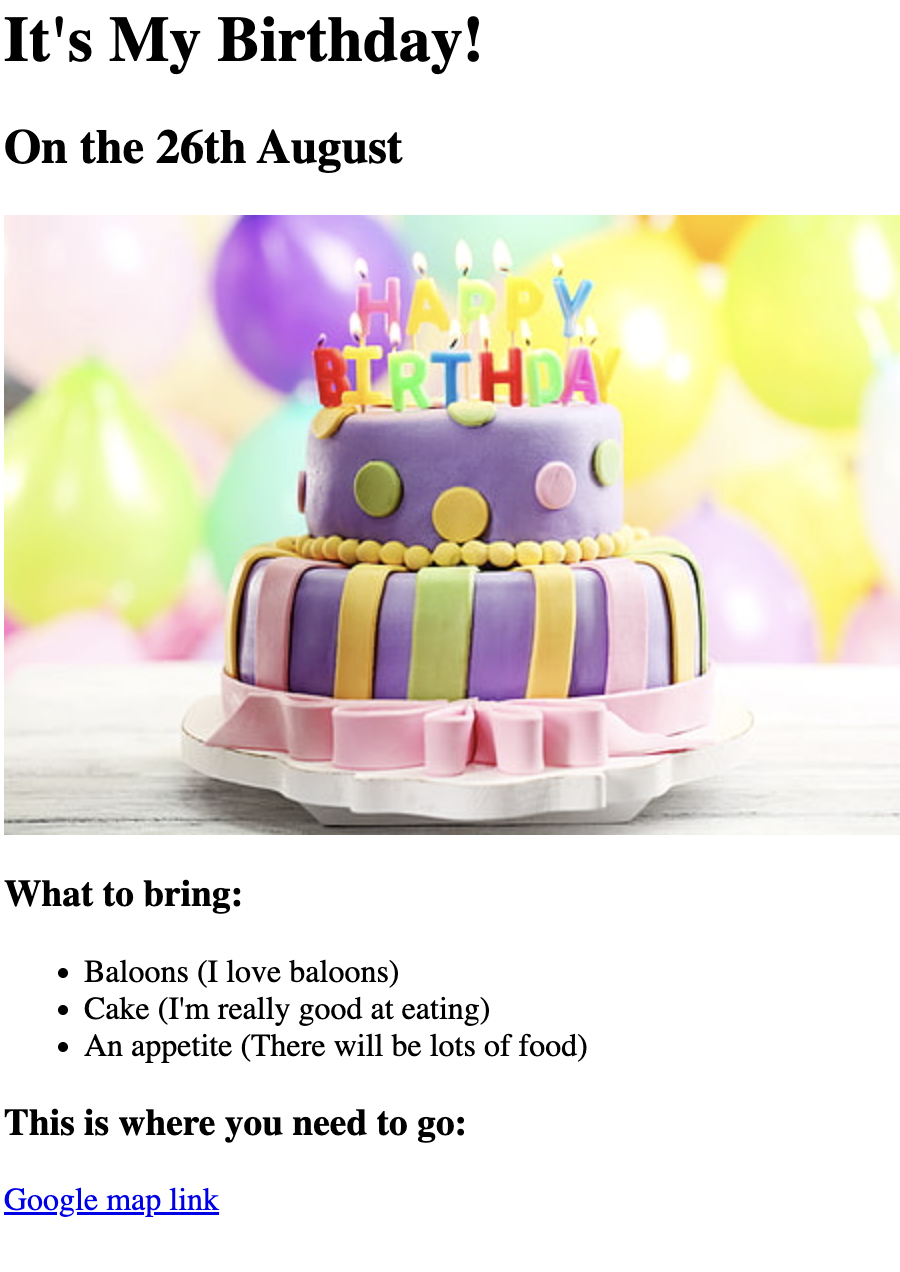 It's My Birthday!
On the 26th August
HAPPY
BIRTHDAY
What to bring:
Baloons (I love baloons)
Cake (I'm really good at eating)
An appetite (There will be lots of food)
This is where you need to go:
Google map link